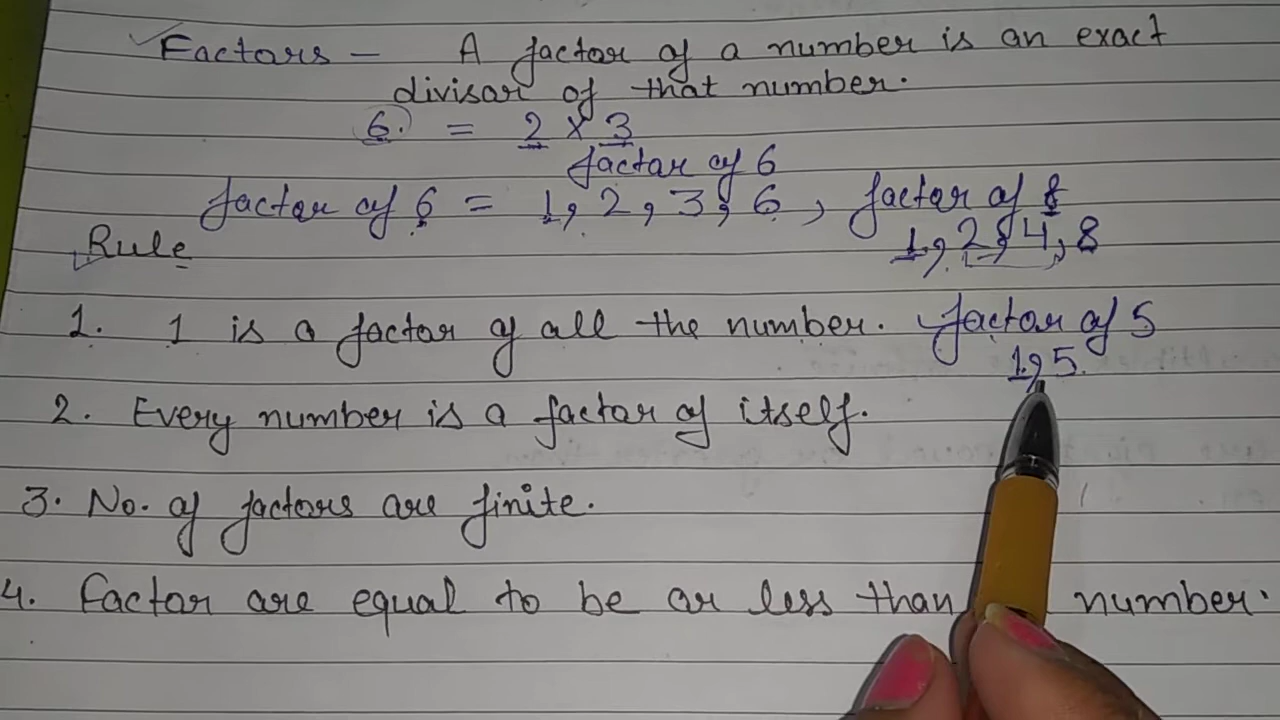 Factors - A factor of a number is an exact
divisar of that number.
6. = 2 x 3
factor of 6
factor of 6 = 1, 2, 3, 6, factor of 8
1, 2, 4, 8
Rule
1. 1 is a factor of all the number. factor of 5
1, 5
2. Every number is a factor of itself.
3. No. of factors are finite.
4. Factor are equal to be or less than number.